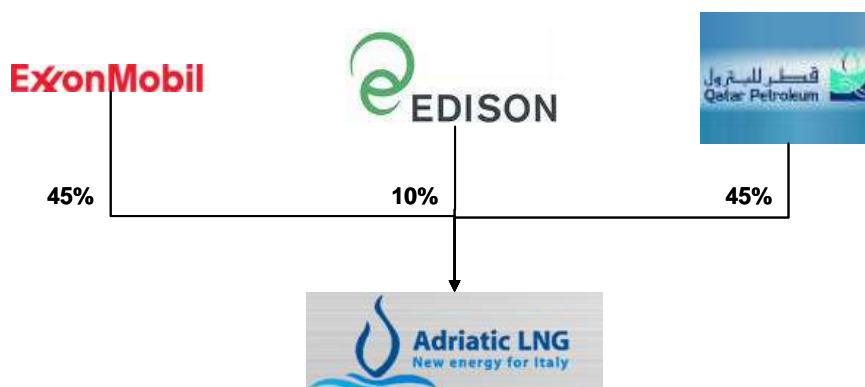 ExxonMobil
EDISON
قطر للبترول
Qatar Petroleum
45%
10%
45%
Adriatic LNG
New energy for Italy